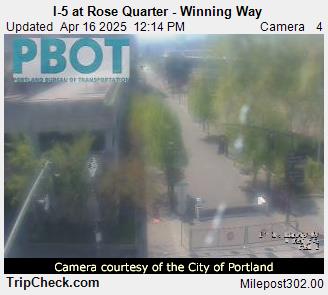 I-5 at Rose Quarter - Winning Way
Updated Apr 16 2025 12:14 PM Camera 4
PBOT
PORTLAND BUREAU OF TRANSPORTATION
Camera courtesy of the City of Portland
TripCheck.com Milepost302.00